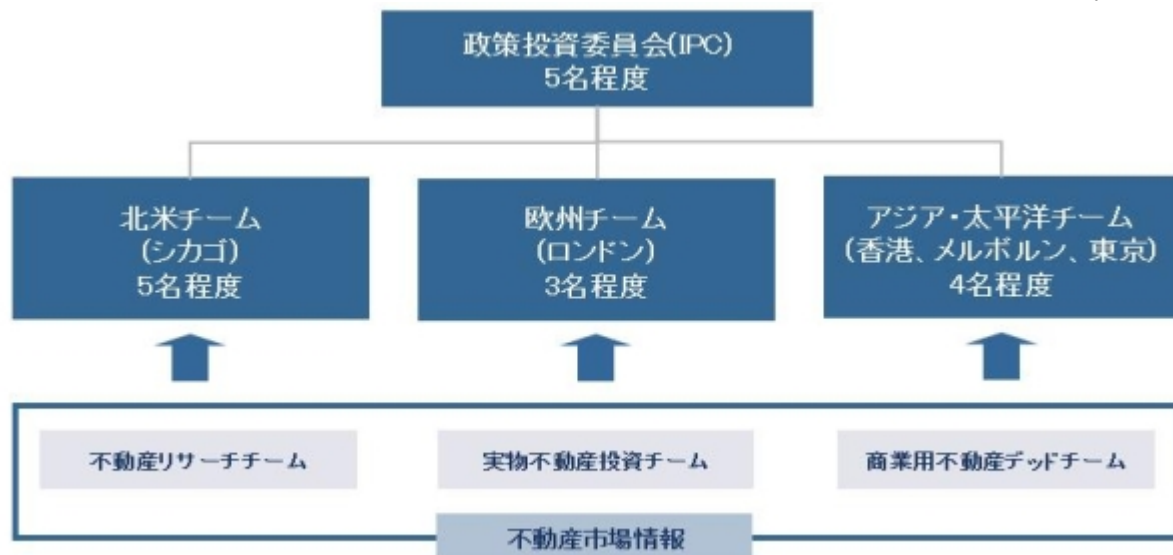 政策投資委員会(IPC)
5名程度
北米チーム
(シカゴ)
5名程度
欧州チーム
(ロンドン)
3名程度
アジア・太平洋チーム
(香港、メルボルン、東京)
4名程度
不動産リサーチチーム
実物不動産投資チーム
商業用不動産デッドチーム
不動産市場情報